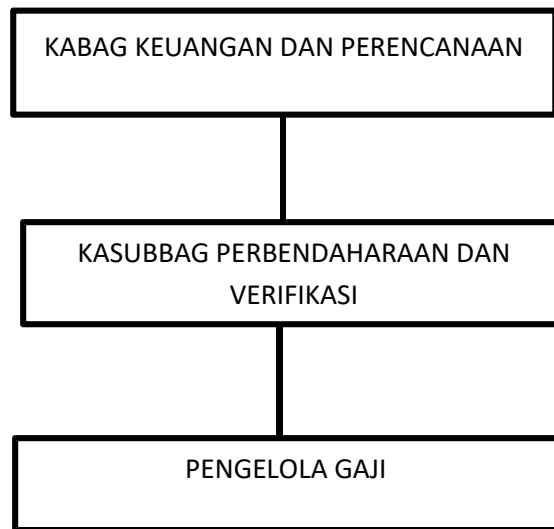 KABAG KEUANGAN DAN PERENCANAAN
KASUBBAG PERBENDAHARAAN DAN
VERIFIKASI
PENGELOLA GAJI